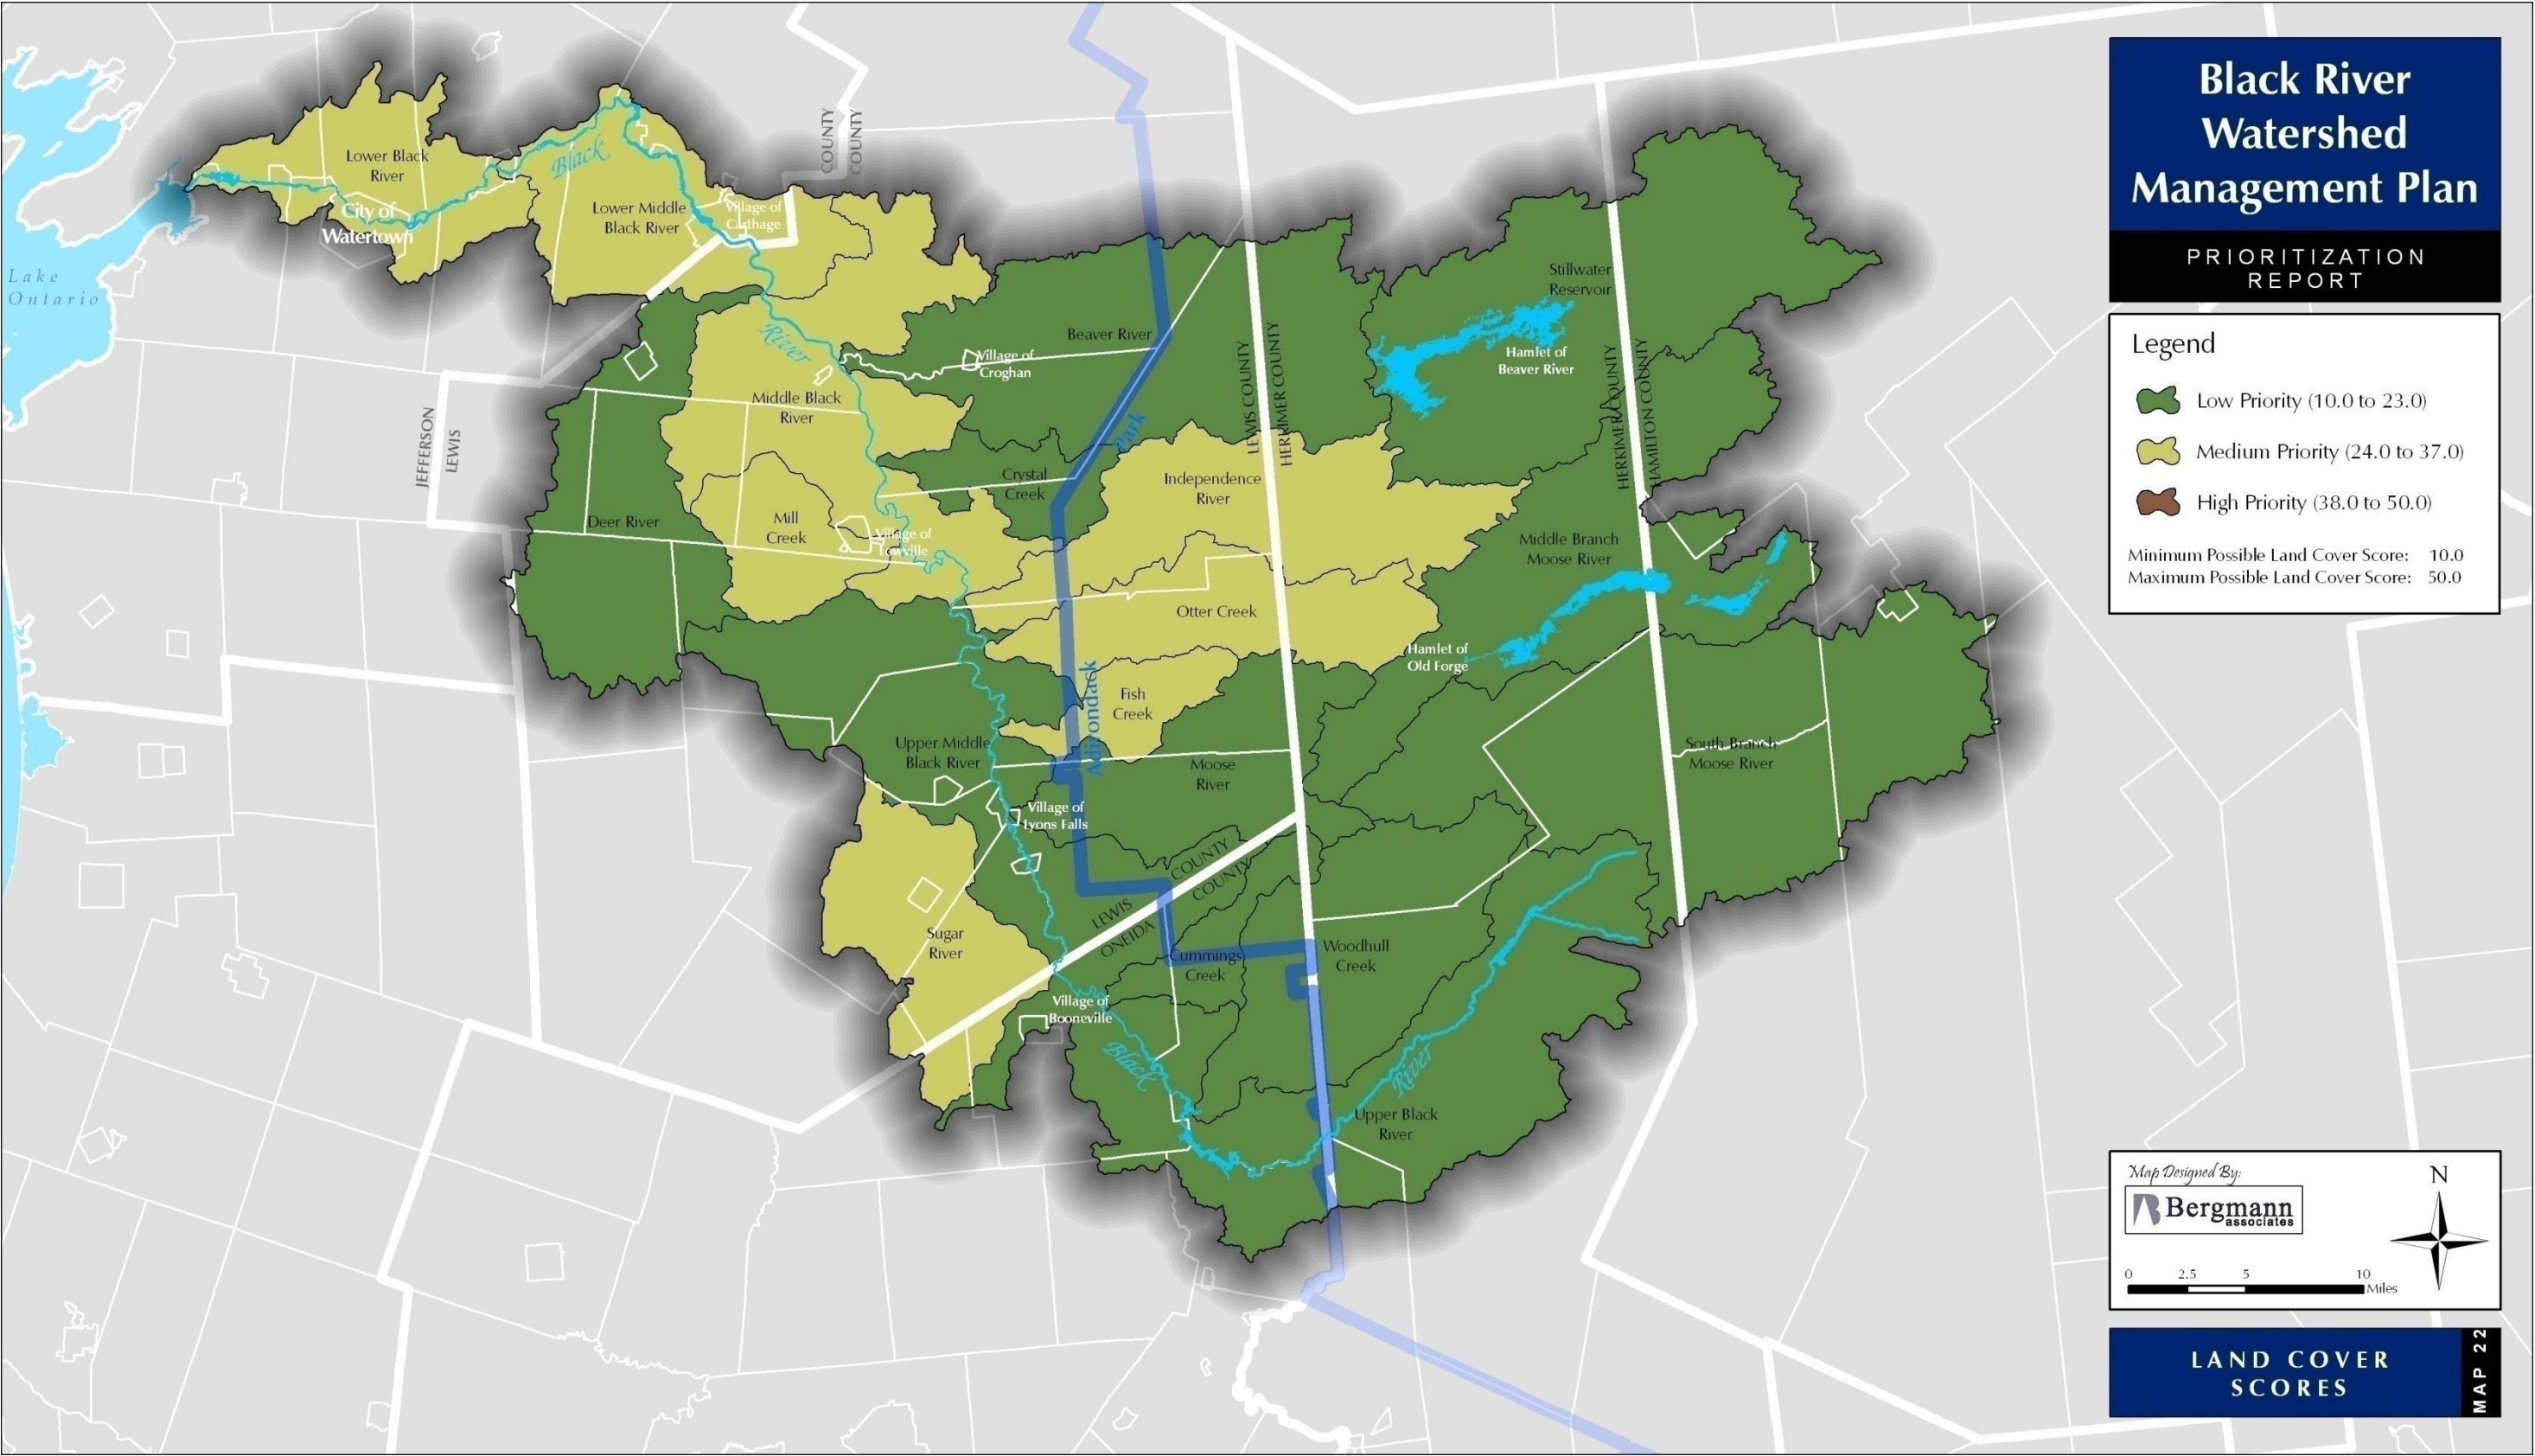 Black River
Watershed
Management Plan
PRIORITIZATION
REPORT
Legend
Low Priority (10.0 to 23.0)
Medium Priority (24.0 to 37.0)
High Priority (38.0 to 50.0)
Minimum Possible Land Cover Score: 10.0
Maximum Possible Land Cover Score: 50.0
Lake
Ontario
Lower Black
River
City of
Watertown
Black
Lower Middle
Black River
Village of
Carthage
COUNTY
COUNTY
River
Beaver River
Village of
Croghan
Stillwater
Reservoir
Hamlet of
Beaver River
LEWIS COUNTY
HERKIMER COUNTY
HERKIMER COUNTY
HAMILTON COUNTY
JEFFERSON
LEWIS
Middle Black
River
Park
Crystal
Creek
Independence
River
Deer River
Mill
Creek
Village of
Lowville
Middle Branch
Moose River
Otter Creek
Hamlet of
Old Forge
Adirondack
Fish
Creek
Upper Middle
Black River
Moose
River
South Branch
Moose River
Village of
Lyons Falls
COUNTY
COUNTY
LEWIS
ONEIDA
Sugar
River
Cummings
Creek
Woodhull
Creek
Village of
Booneville
Black
River
Upper Black
River
Map Designed By:
Bergmann
associates
N
0 2.5 5 10
Miles
LAND COVER
SCORES
MAP 22